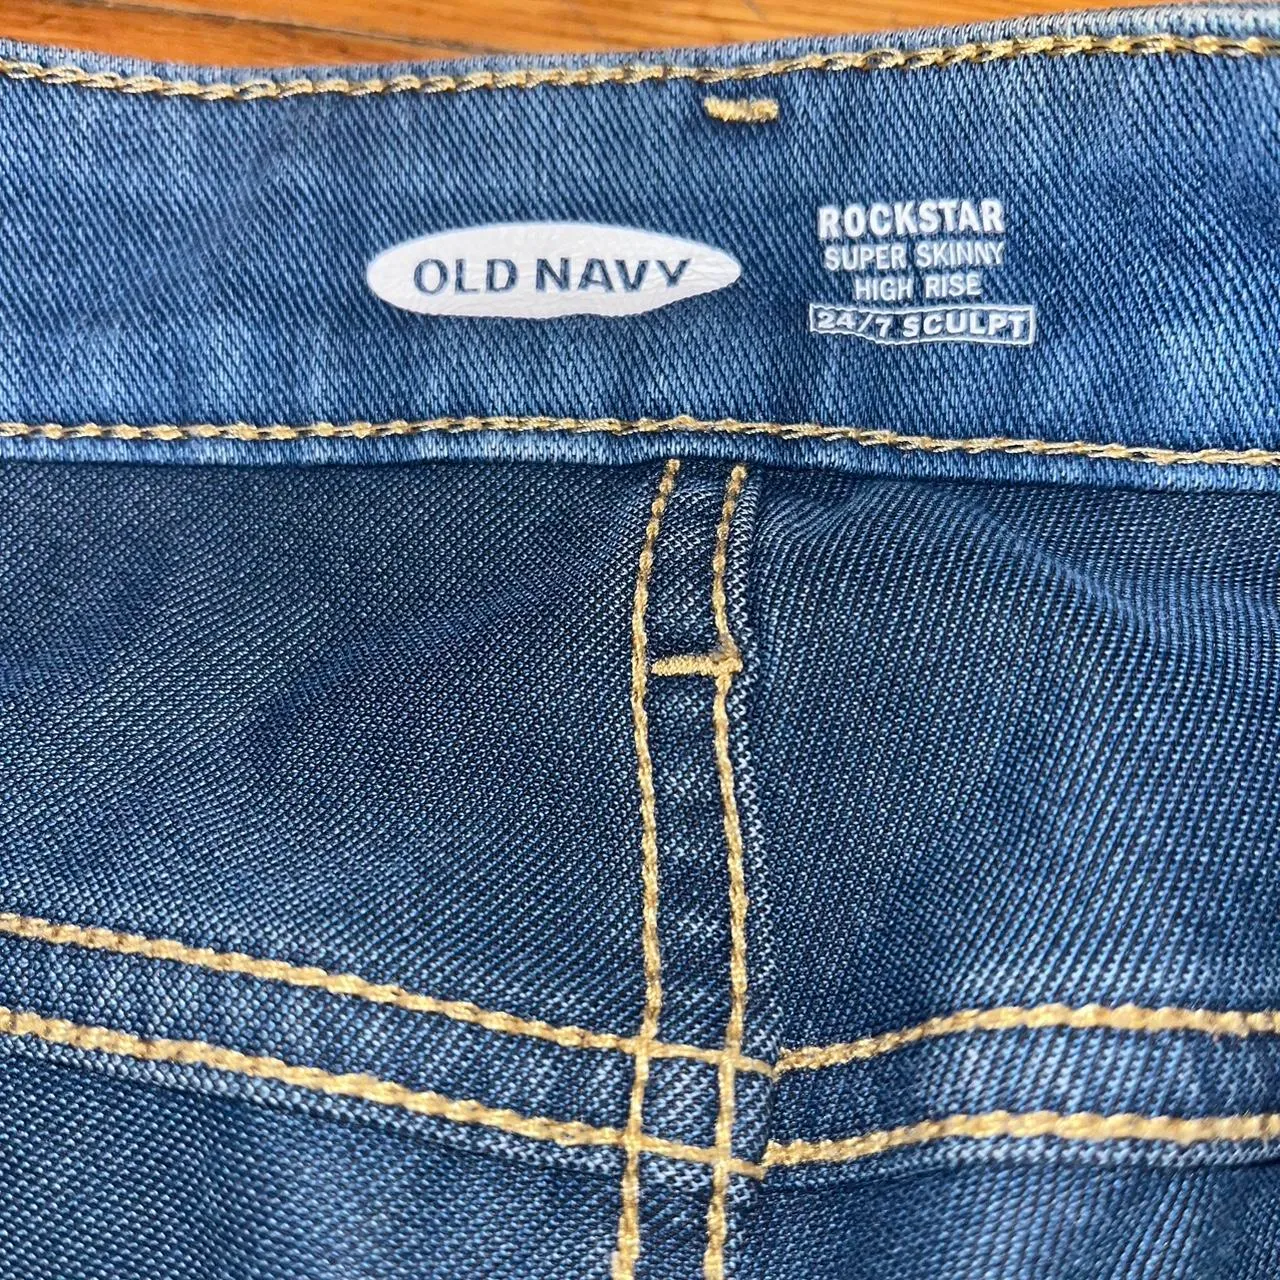 OLD NAVY
ROCKSTAR
SUPER SKINNY
HIGH RISE
24/7 SCULPT